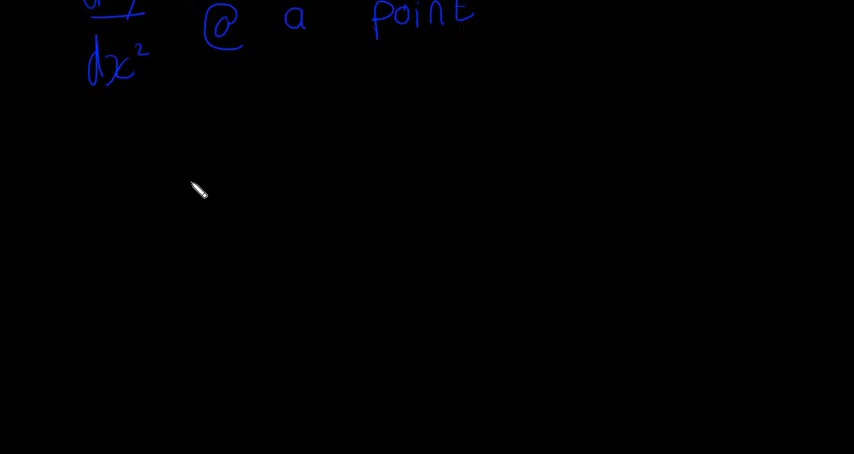 dx² @ a point